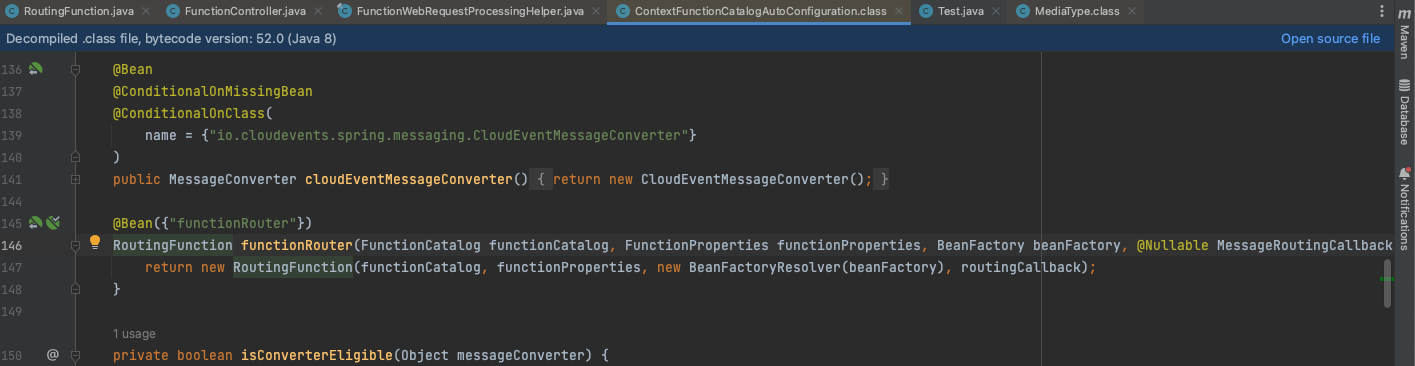 RoutingFunction.java FunctionController.java FunctionWebRequestProcessingHelper.java ContextFunctionCatalogAutoConfiguration.class Test.java MediaType.class
Decompiled .class file, bytecode version: 52.0 (Java 8) Open source file
136 @Bean
137 @ConditionalOnMissingBean
138 @ConditionalOnClass(
139 name = {"io.cloudevents.spring.messaging.CloudEventMessageConverter"}
140 )
141 public MessageConverter cloudEventMessageConverter() { return new CloudEventMessageConverter(); }
144
145 @Bean({"functionRouter"})
146 RoutingFunction functionRouter(FunctionCatalog functionCatalog, FunctionProperties functionProperties, BeanFactory beanFactory, @Nullable MessageRoutingCallback
147 return new RoutingFunction(functionCatalog, functionProperties, new BeanFactoryResolver(beanFactory), routingCallback);
148 }
149
1 usage
150 @ private boolean isConverterEligible(Object messageConverter) {
m
Maven
Database
Notifications